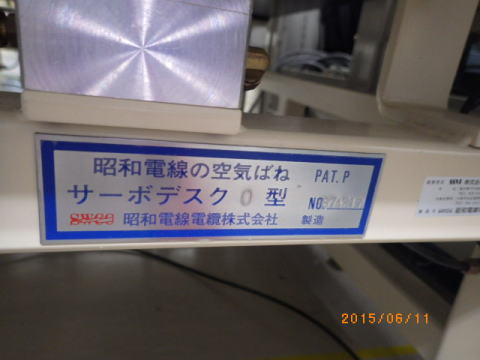 昭和電線の空気ばね PAT.P
サーボデスク 0 型 NO.
SWCC 昭和電線電纜株式会社 製造
2015/06/11